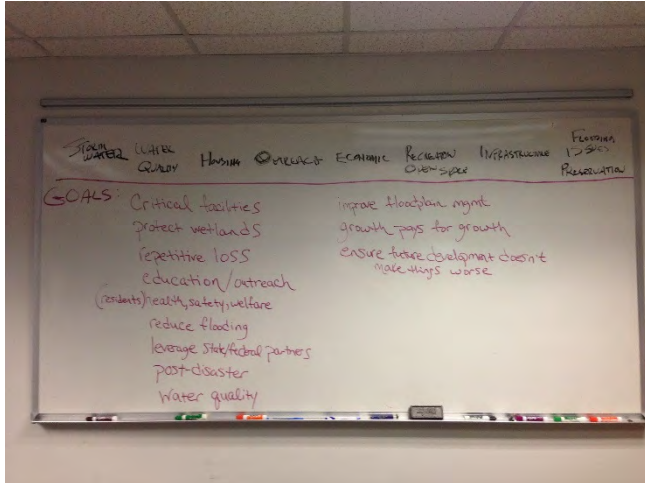 STORM WATER
WATER QUALITY
HOUSING
OUTREACH
ECONOMIC
RECREATION OPEN SPACE
INFRASTRUCTURE
FLOODING
PRESERVATION
GOALS:
Critical facilities
protect wetlands
repetitive loss
education/outreach
(residents) health, safety, welfare
reduce flooding
leverage State/federal partners
post-disaster
Water quality
improve floodplain mgmt
growth pays for growth
ensure future development doesn't
make things worse